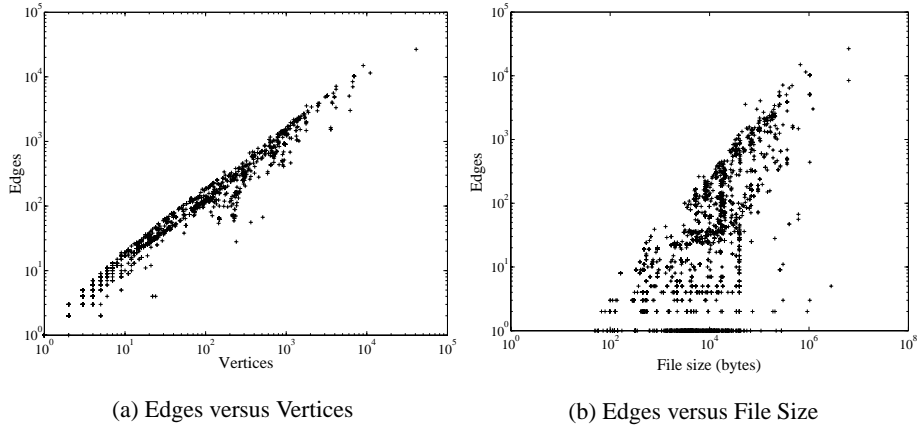 10^5
10^4
10^3
10^2
10^1
10^0
Edges
10^0 10^1 10^2 10^3 10^4 10^5
Vertices
(a) Edges versus Vertices
10^5
10^4
10^3
10^2
10^1
10^0
Edges
10^0 10^2 10^4 10^6 10^8
File size (bytes)
(b) Edges versus File Size